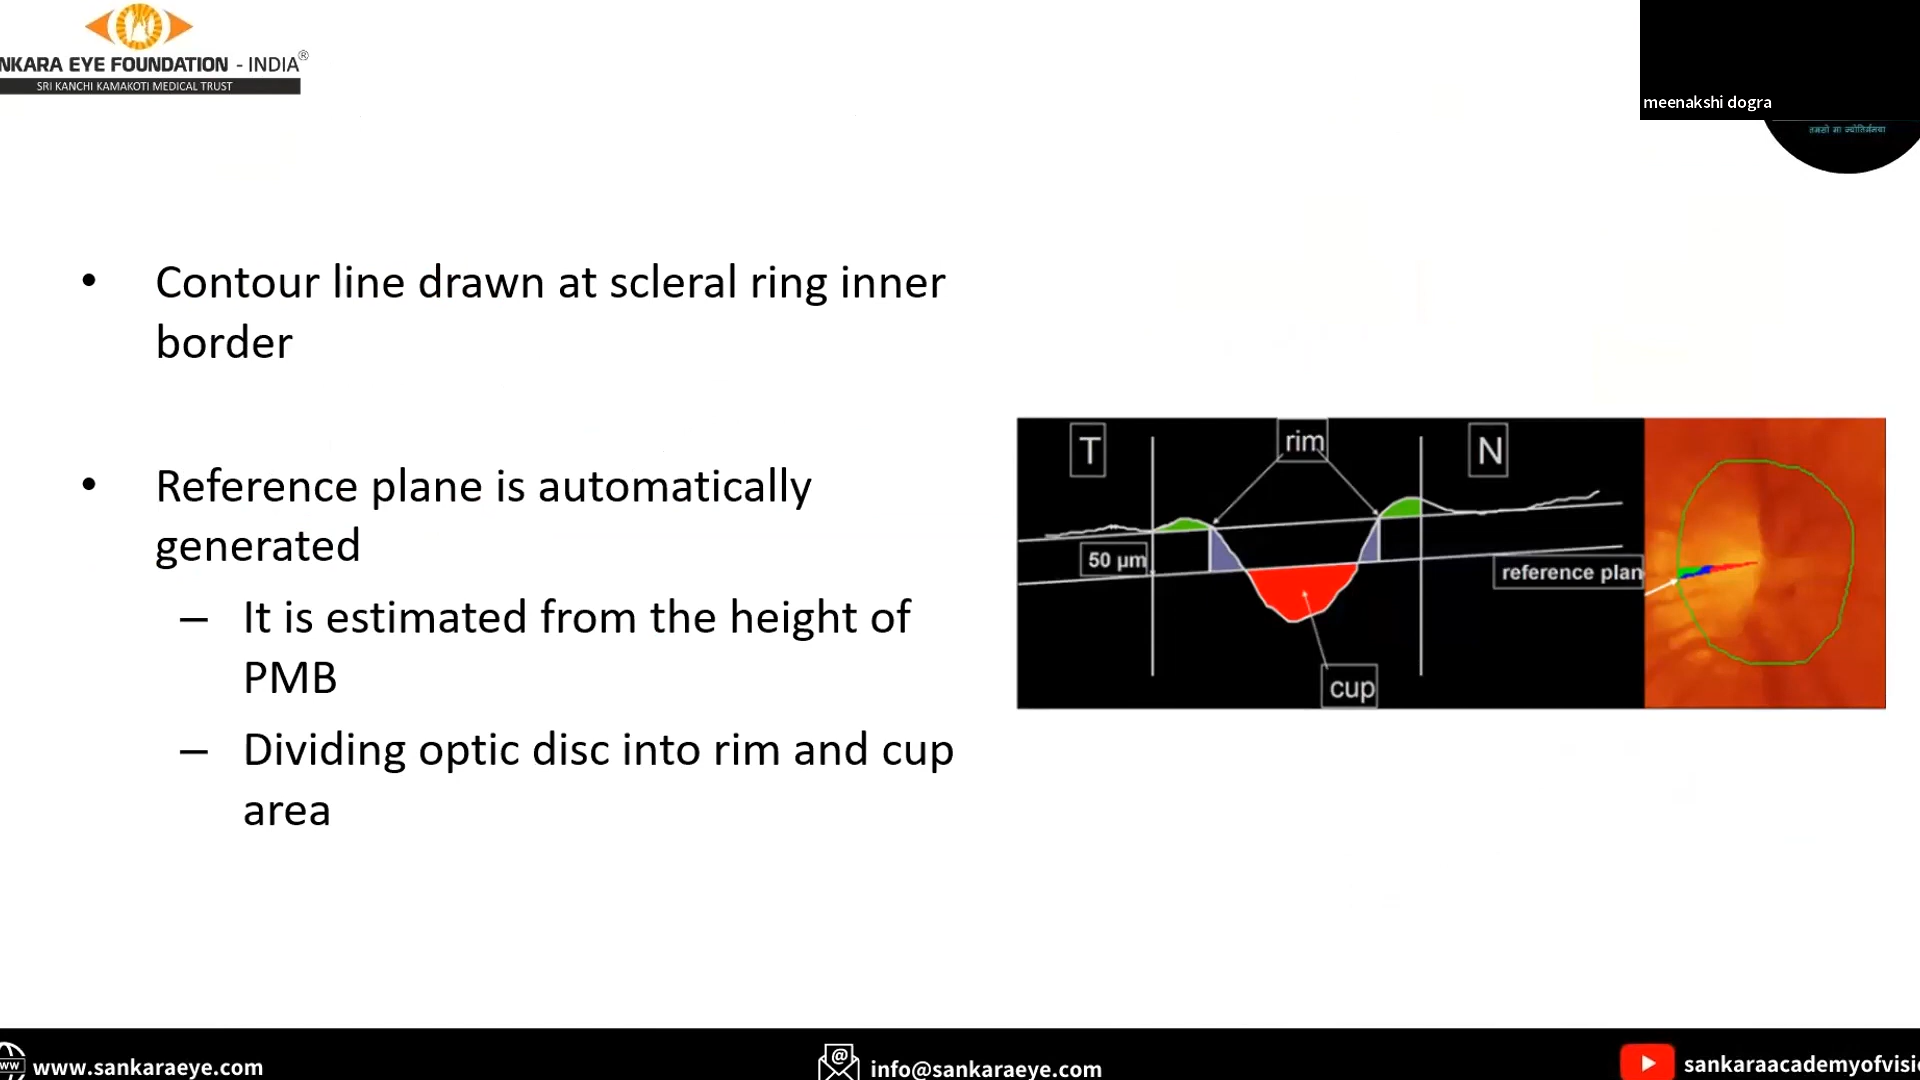 NKARA EYE FOUNDATION - INDIA®
SRI KANCHI KAMAKOTI MEDICAL TRUST
meenakshi dogra
तमसो मा ज्योतिर्गमया
• Contour line drawn at scleral ring inner
border
• Reference plane is automatically
generated
– It is estimated from the height of
PMB
– Dividing optic disc into rim and cup
area
T
rim
N
50 µm
reference plan
cup
www.sankaraeye.com
info@sankaraeye.com
sankaraacademyofvisi